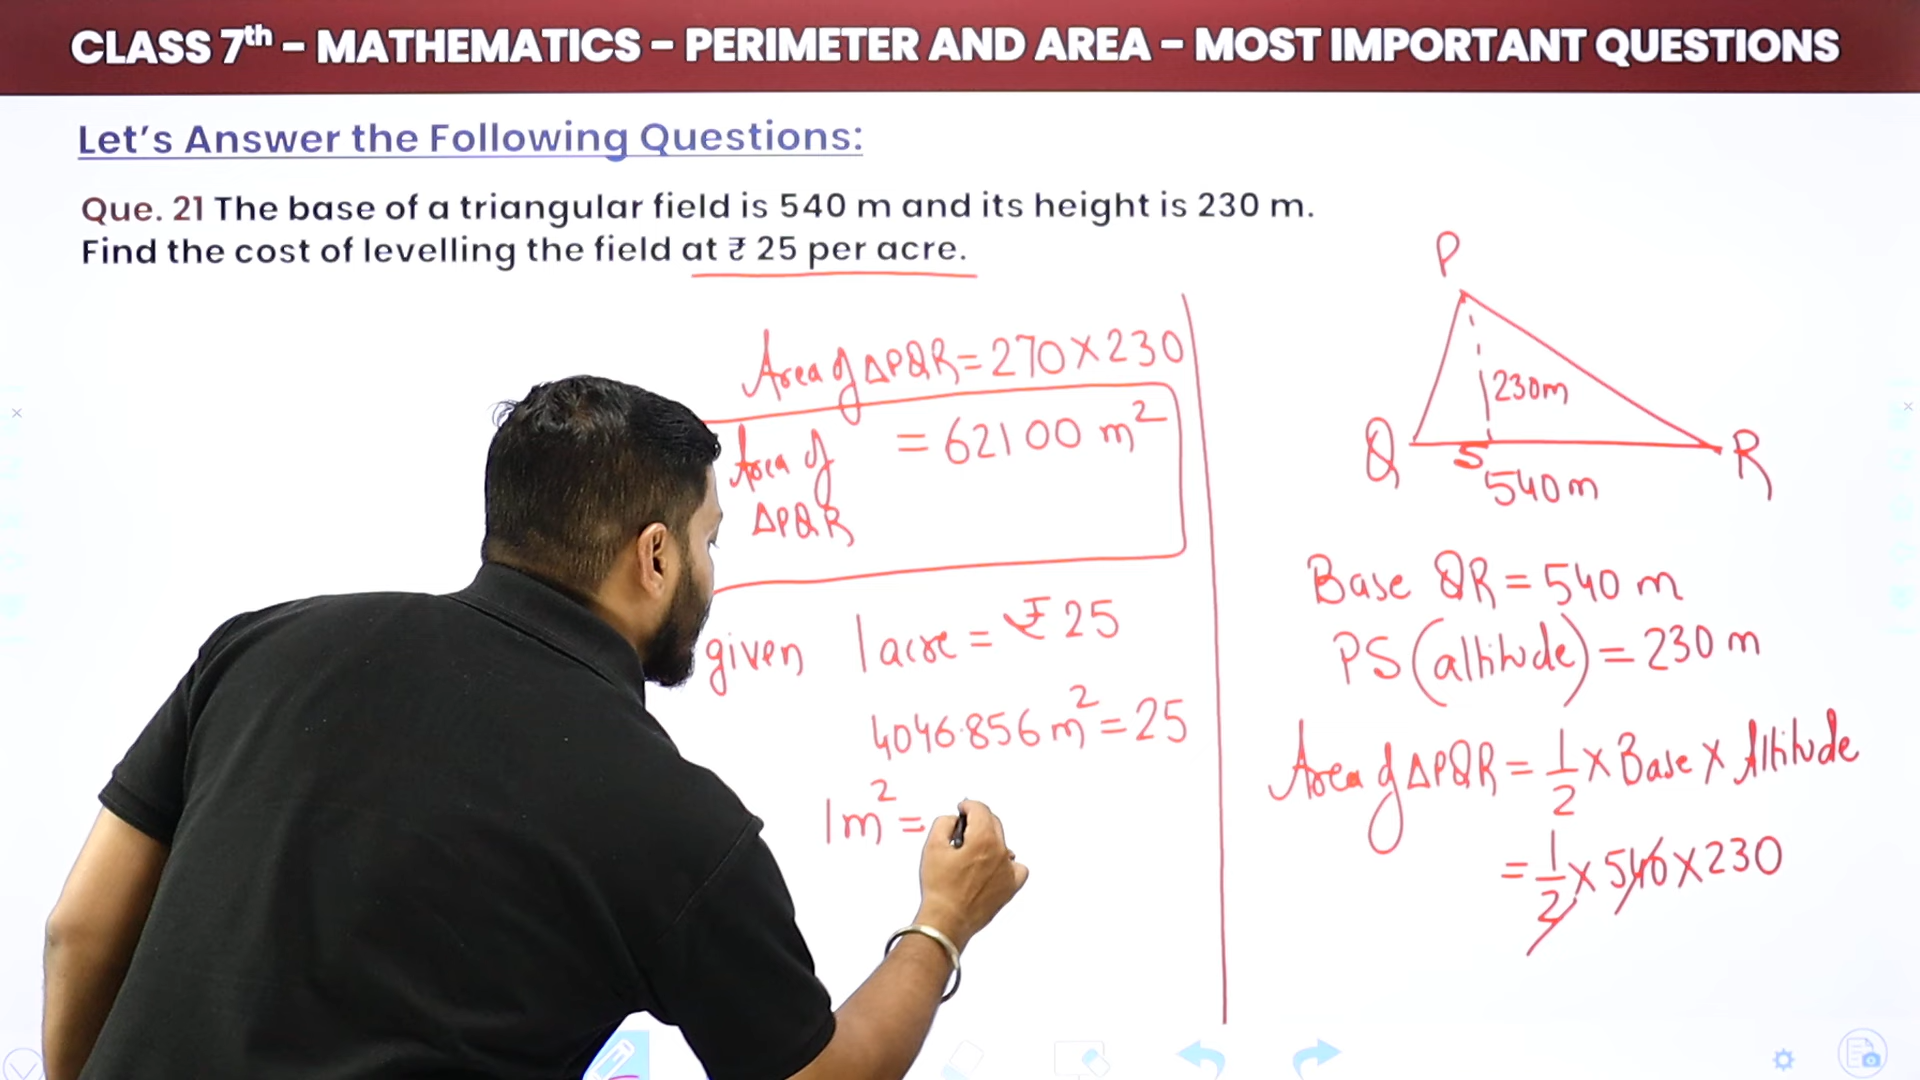 CLASS 7th – MATHEMATICS – PERIMETER AND AREA – MOST IMPORTANT QUESTIONS
Let's Answer the Following Questions:
Que. 21 The base of a triangular field is 540 m and its height is 230 m.
Find the cost of levelling the field at ₹ 25 per acre.
Area of ΔPQR = 270 × 230
Area of = 62100 m²
ΔPQR
given 1 acre = ₹ 25
4046.856 m² = 25
1 m² =
P
230m
Q
S
R
540 m
Base QR = 540 m
PS (altitude) = 230 m
Area of ΔPQR = 1/2 × Base × Altitude
= 1/2 × 540 × 230